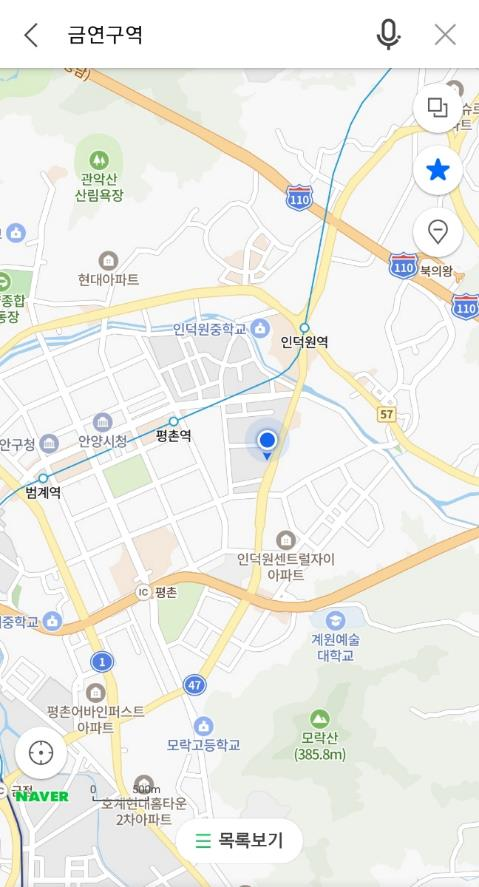 금연구역
슈르
파트
110
관악산
산림욕장
110
북의왕
현대아파트
110
종합
동장
인덕원중학교
인덕원역
57
안양시청
평촌역
안구청
범계역
인덕원센트럴자이
아파트
IC
평촌
중학교
계원예술
대학교
1
47
평촌어바인퍼스트
아파트
모락고등학교
모락산
(385.8m)
NAVER
0
500m
호계현대홈타운
2차아파트
목록보기